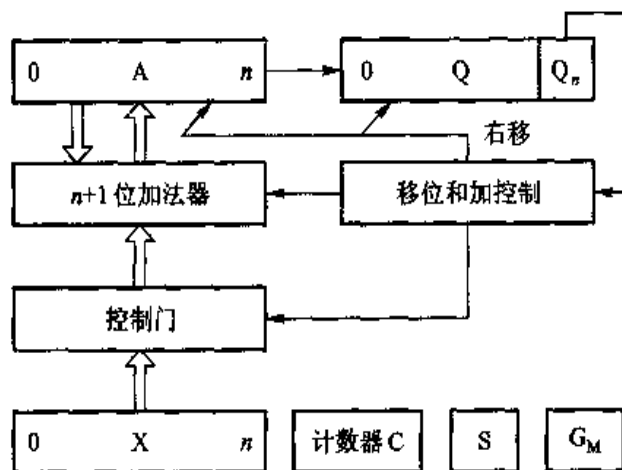 0 A n
0 Q Qn
右移
n+1 位加法器
移位和加控制
控制门
0 X n
计数器 C
S
GM